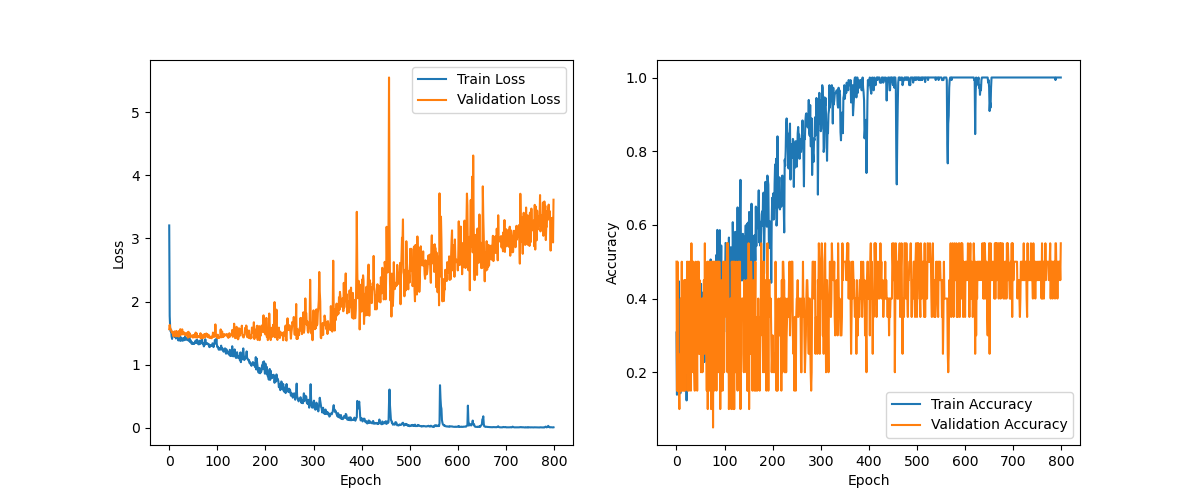 Train Loss
Validation Loss
5
4
3
2
1
0
Loss
0 100 200 300 400 500 600 700 800
Epoch
1.0
0.8
0.6
0.4
0.2
Accuracy
Train Accuracy
Validation Accuracy
0 100 200 300 400 500 600 700 800
Epoch